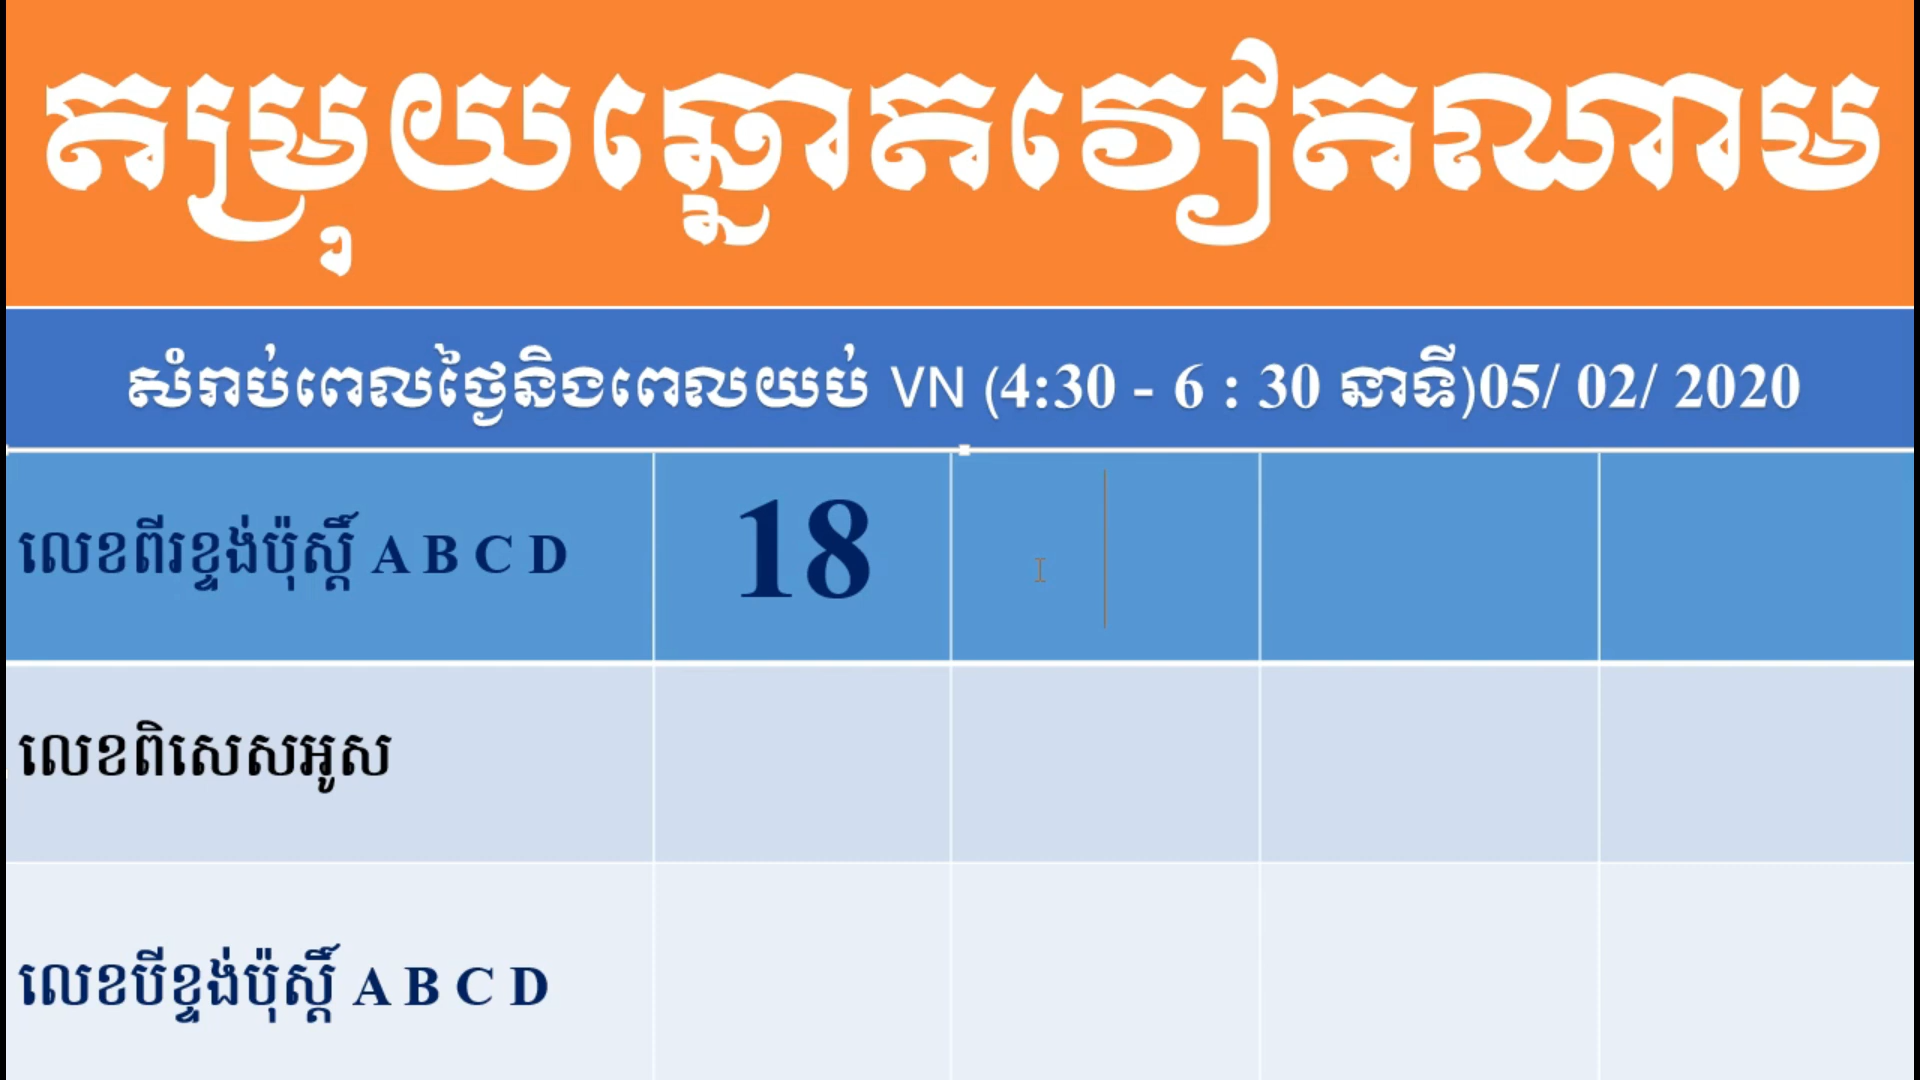 តម្រុយឆ្នោតវៀតណាម
សំរាប់ពេលថ្ងៃនិងពេលយប់ VN (4:30 - 6 : 30 នាទី)05/ 02/ 2020
លេខពីរខ្ទង់ប៉ុស្តិ៍ A B C D 18
លេខពិសេសអូស
លេខបីខ្ទង់ប៉ុស្តិ៍ A B C D